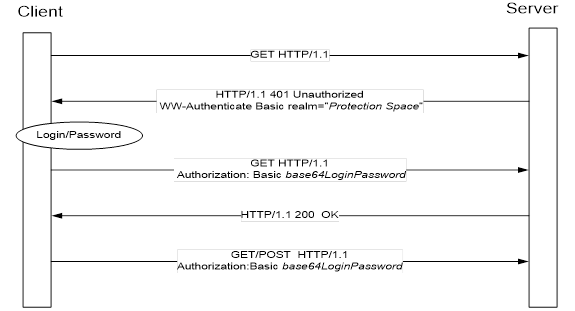 Client
Server
GET HTTP/1.1
HTTP/1.1 401 Unauthorized
WW-Authenticate Basic realm="Protection Space"
Login/Password
GET HTTP/1.1
Authorization: Basic base64LoginPassword
HTTP/1.1 200 OK
GET/POST HTTP/1.1
Authorization:Basic base64LoginPassword